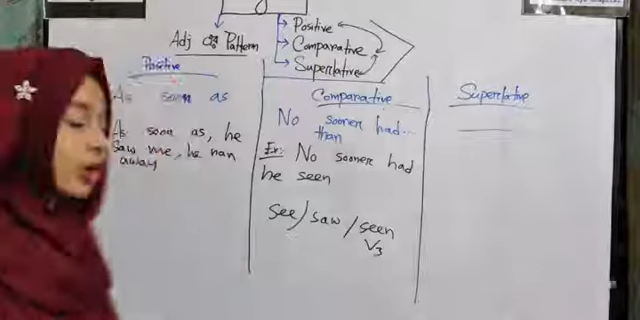 Positive
Adj or Pattern
Comparative
Superlative
Positive
As soon as
As soon as, he
saw me, he ran
away
Comparative
No sooner had...
than
Ex: No sooner had
he seen
see/saw/seen
V3
Superlative